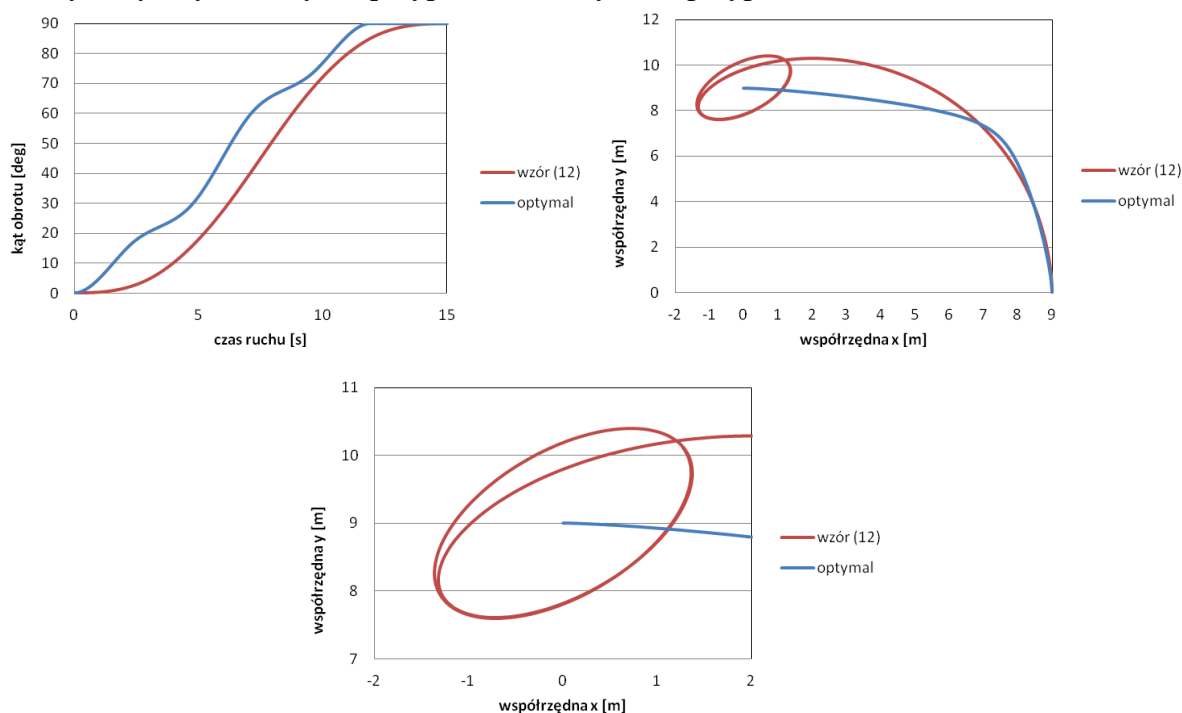 90
80
70
60
50
40
30
20
10
0
kąt obrotu [deg]
0 5 10 15
czas ruchu [s]
wzór (12)
optymal
12
10
8
6
4
2
0
współrzędna y [m]
-2 -1 0 1 2 3 4 5 6 7 8 9
współrzędna x [m]
wzór (12)
optymal
11
10
9
8
7
współrzędna y [m]
-2 -1 0 1 2
współrzędna x [m]
wzór (12)
optymal